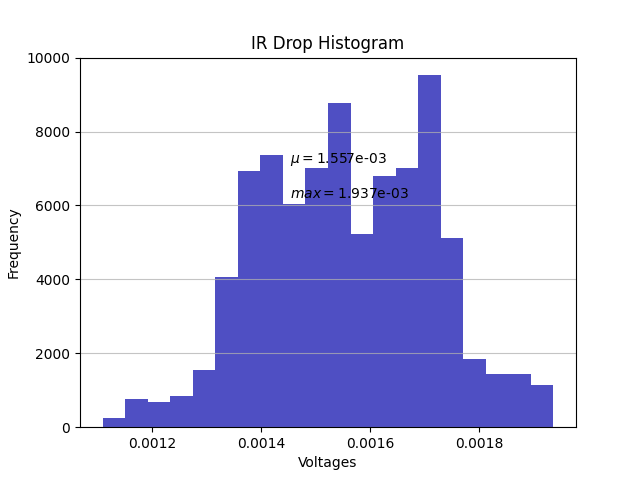 IR Drop Histogram
10000
8000
6000
4000
2000
0
Frequency
μ = 1.557e-03
max = 1.937e-03
0.0012 0.0014 0.0016 0.0018
Voltages